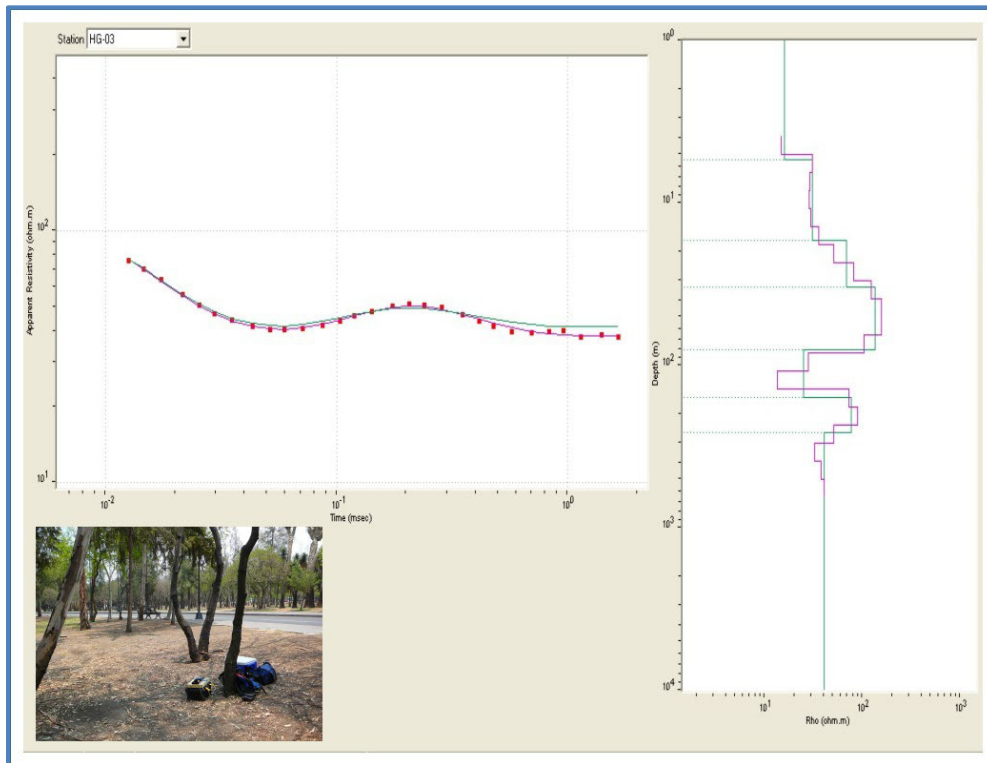 Station HG-03
Apparent Resistivity (ohm.m)
10^2
10^1
10^-2
10^-1
10^0
Time (msec)
10^0
10^1
Depth (m)
10^2
10^3
10^4
10^1
10^2
10^3
Rho (ohm.m)